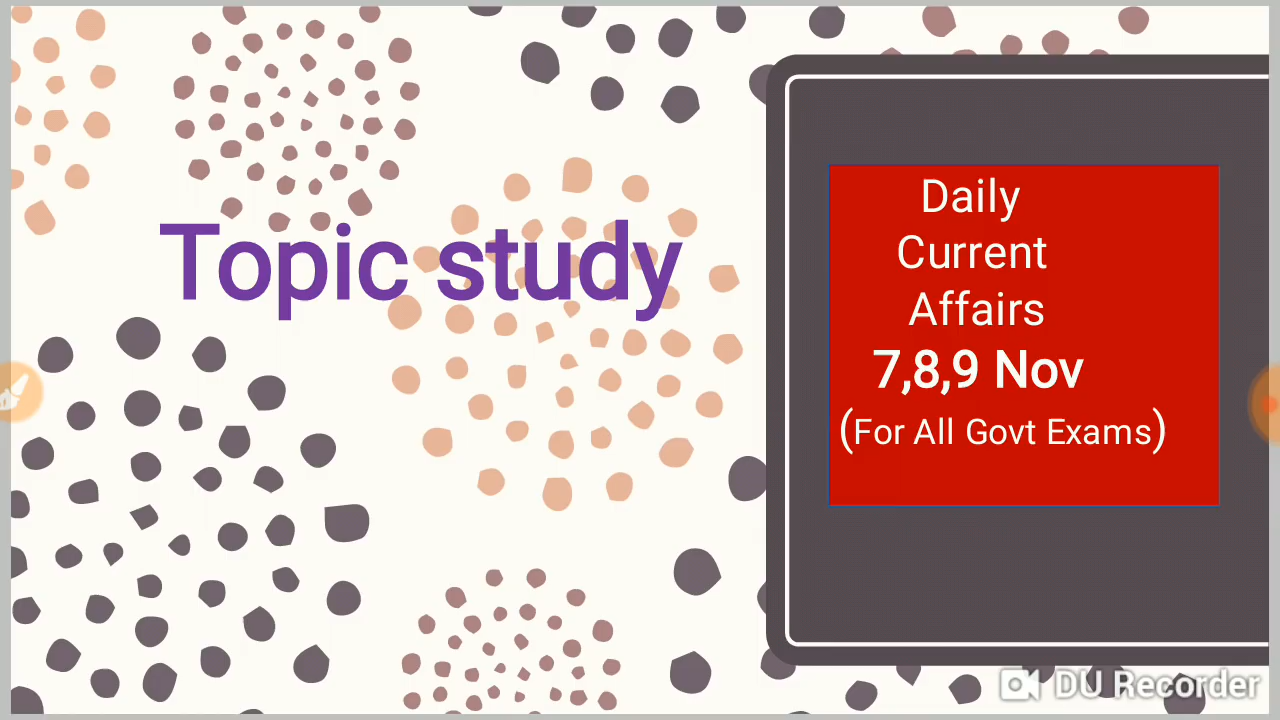 Topic study
Daily
Current
Affairs
7,8,9 Nov
(For All Govt Exams)
DU Recorder